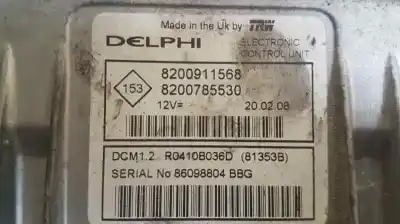 Made in the Uk by TRW
DELPHI
ELECTRONIC
CONTROL UNIT
153
8200911568
8200785530
12V= 20.02.08
DCM1.2 R0410B036D (81353B)
SERIAL No 86098804 BBG